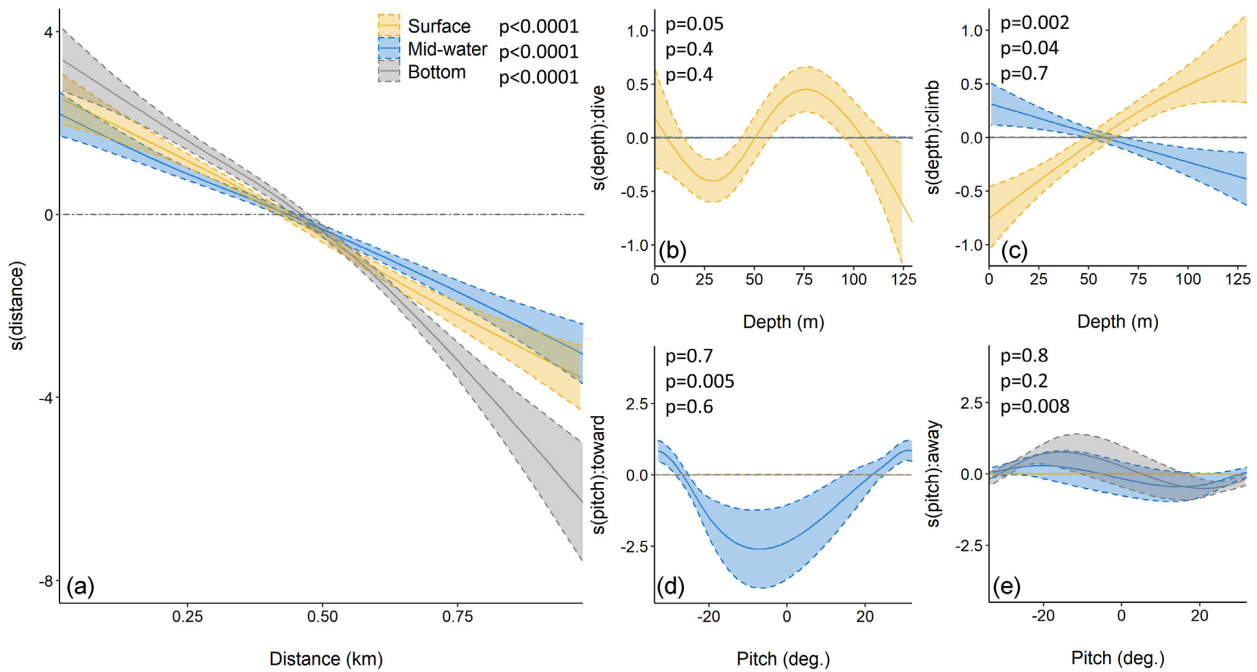 4
0
-4
-8
s(distance)
0.25
0.50
0.75
Distance (km)
(a)
Surface p<0.0001
Mid-water p<0.0001
Bottom p<0.0001
1.0
0.5
0.0
-0.5
-1.0
s(depth):dive
p=0.05
p=0.4
p=0.4
(b)
0 25 50 75 100 125
Depth (m)
1.0
0.5
0.0
-0.5
-1.0
s(depth):climb
p=0.002
p=0.04
p=0.7
(c)
0 25 50 75 100 125
Depth (m)
2.5
0.0
-2.5
s(pitch):toward
p=0.7
p=0.005
p=0.6
(d)
-20 0 20
Pitch (deg.)
2.5
0.0
-2.5
s(pitch):away
p=0.8
p=0.2
p=0.008
(e)
-20 0 20
Pitch (deg.)